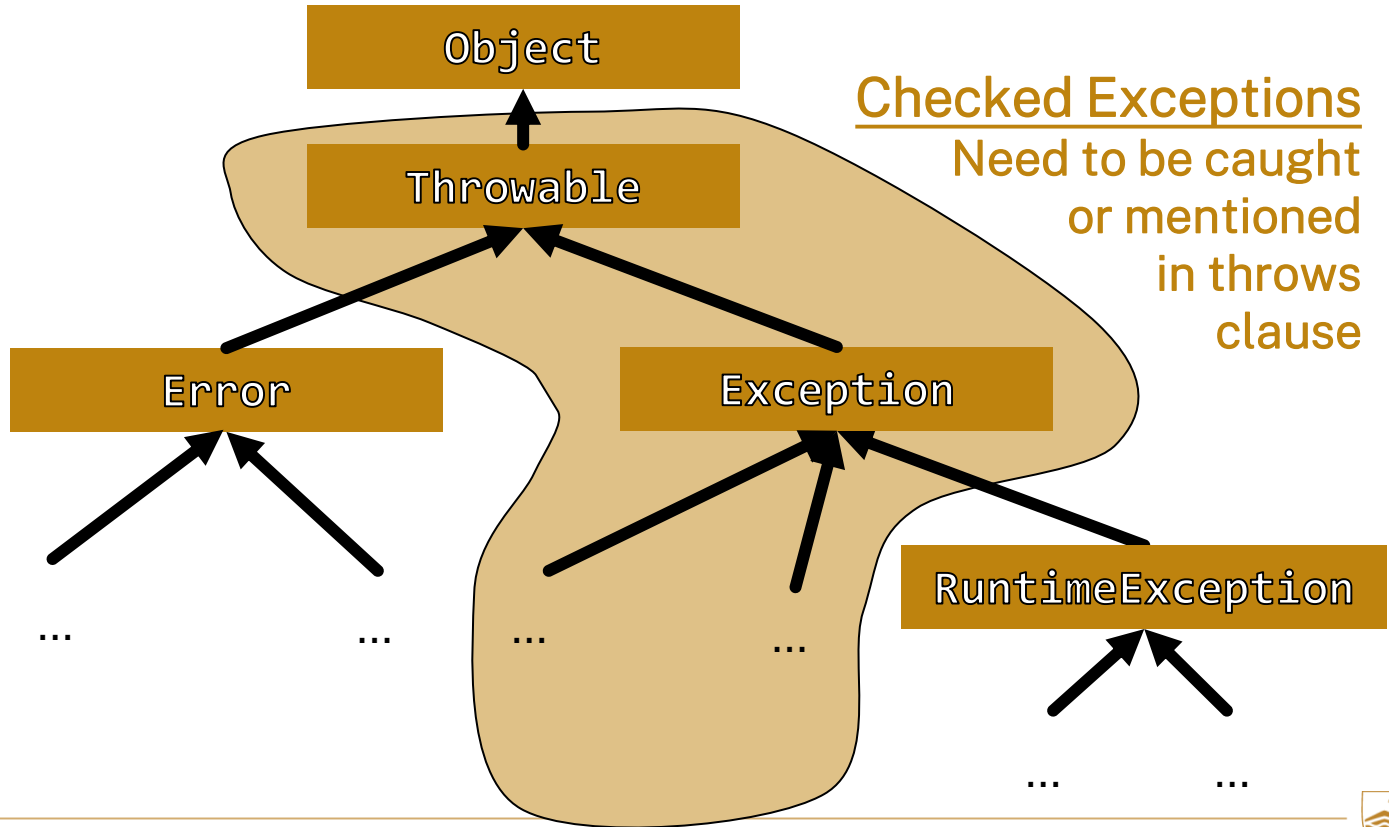 Object
Checked Exceptions
Need to be caught
or mentioned
in throws
clause
Throwable
Error
Exception
RuntimeException
...
...
...
...
...
...